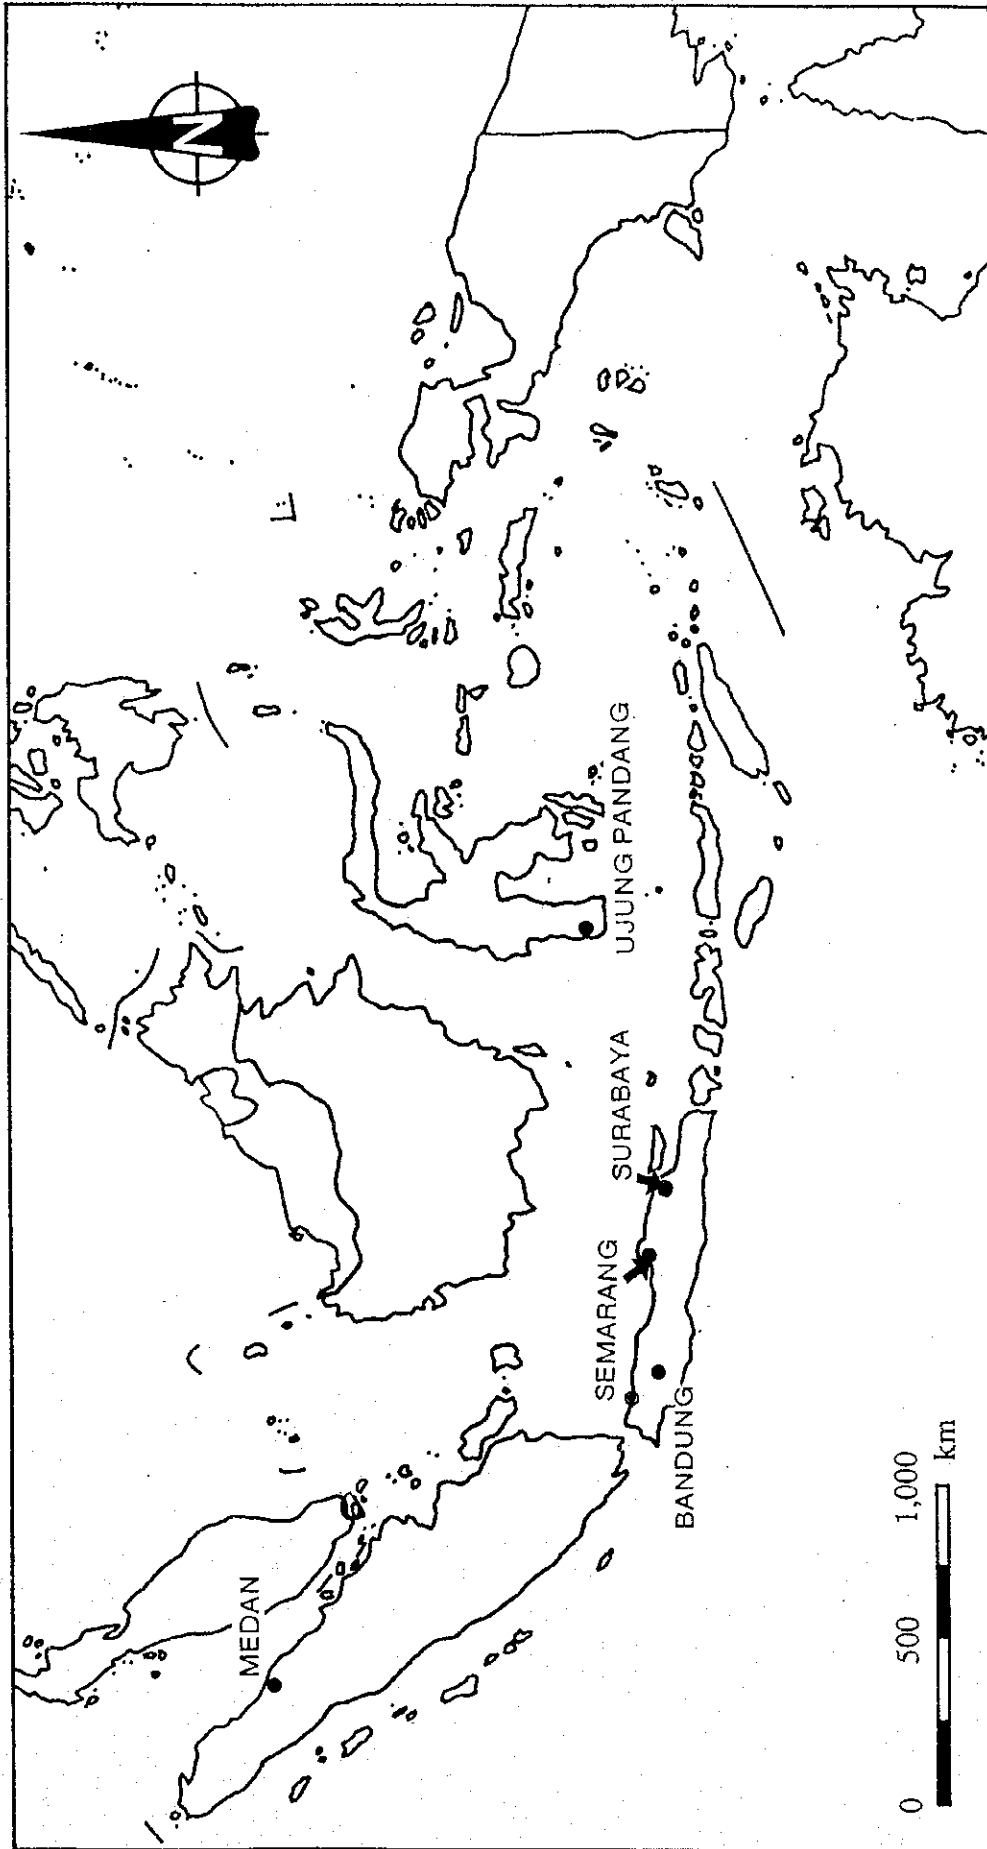 N
MEDAN
UJUNG PANDANG
SURABAYA
SEMARANG
BANDUNG
0 500 1,000
km